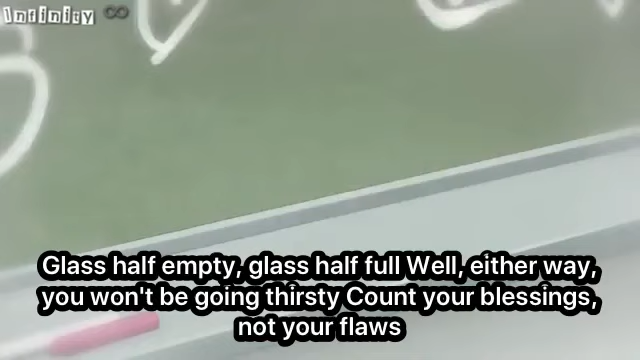 Infinity ∞
Glass half empty, glass half full Well, either way,
you won't be going thirsty Count your blessings,
not your flaws